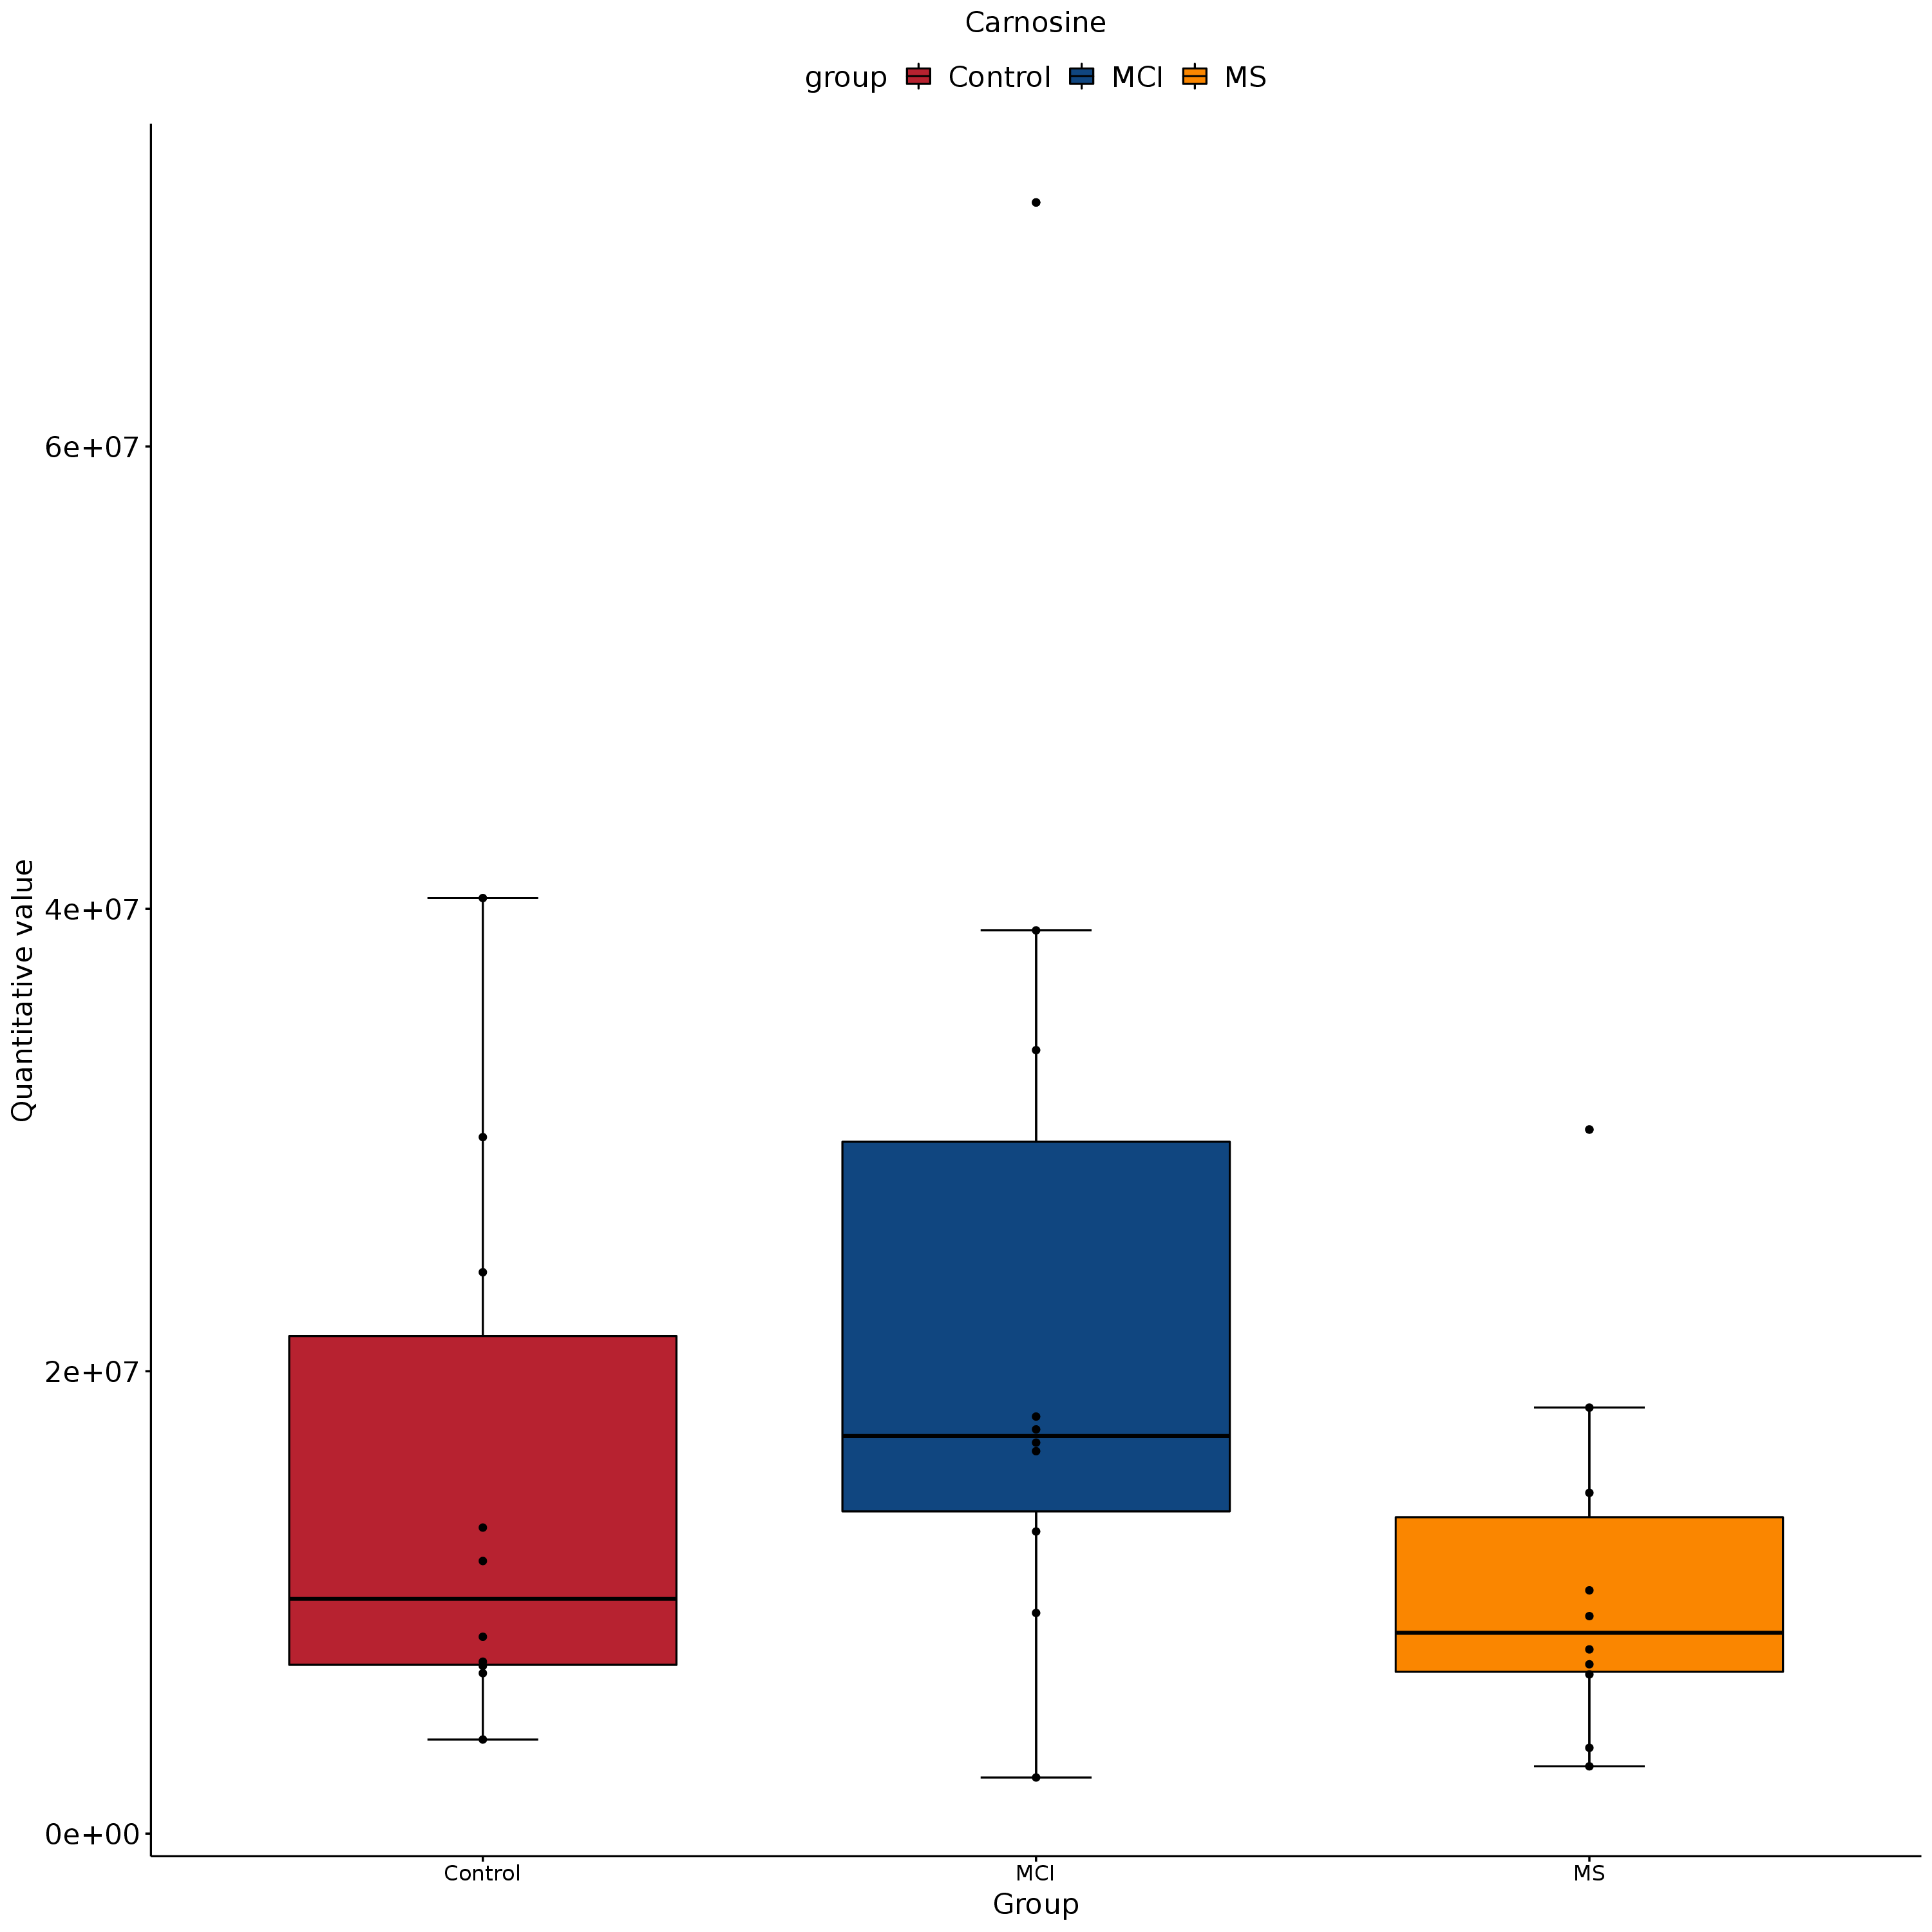 Carnosine
group Control MCI MS
Quantitative value
6e+07
4e+07
2e+07
0e+00
Control MCI MS
Group